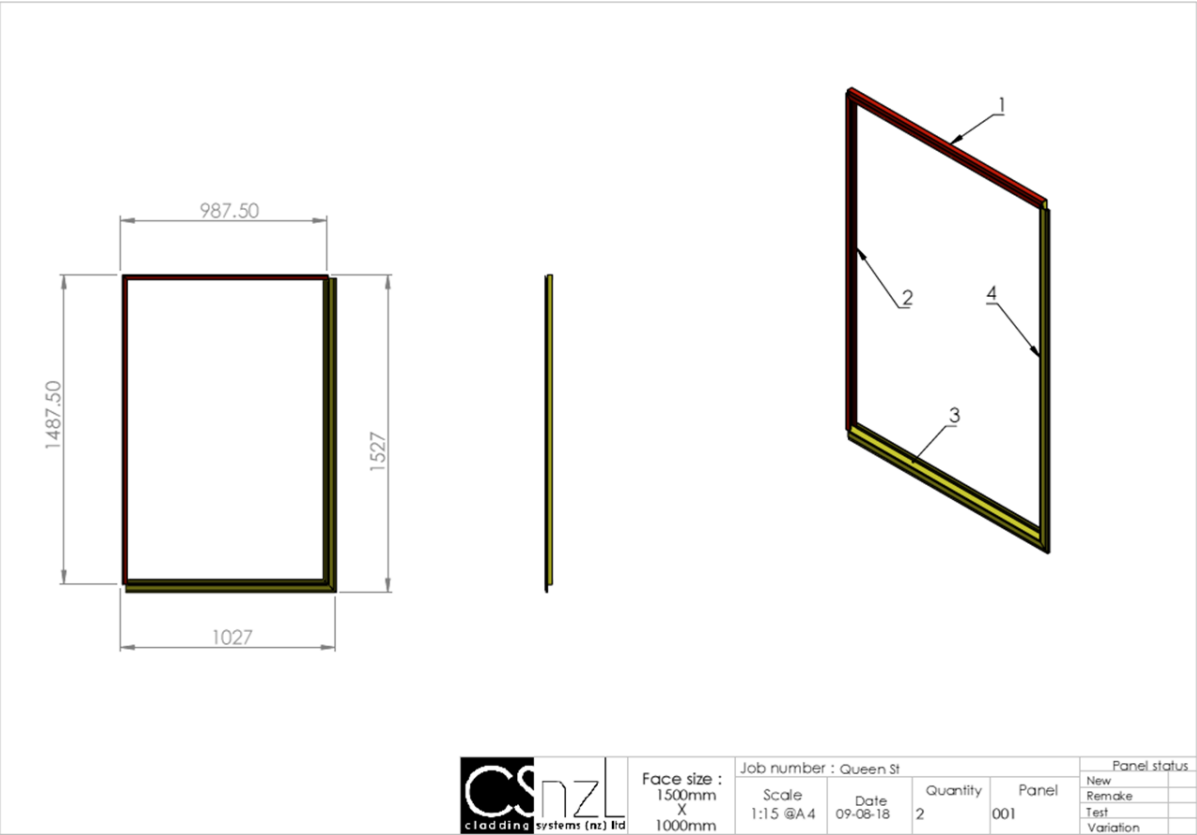 1
2
4
3
987.50
1487.50
1527
1027
CSnzL
cladding systems (nz) ltd
Face size :
1500mm
X
1000mm
Job number : Queen St
Scale
1:15 @A4
Date
09-08-18
Quantity
2
Panel
001
Panel status
New
Remake
Test
Variation